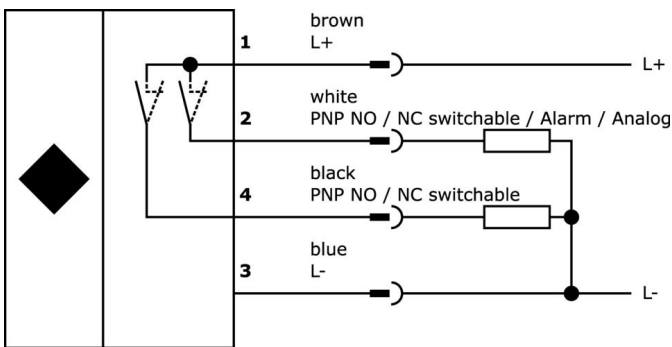 brown
1 L+
L+
white
2 PNP NO / NC switchable / Alarm / Analog
black
4 PNP NO / NC switchable
blue
3 L-
L-